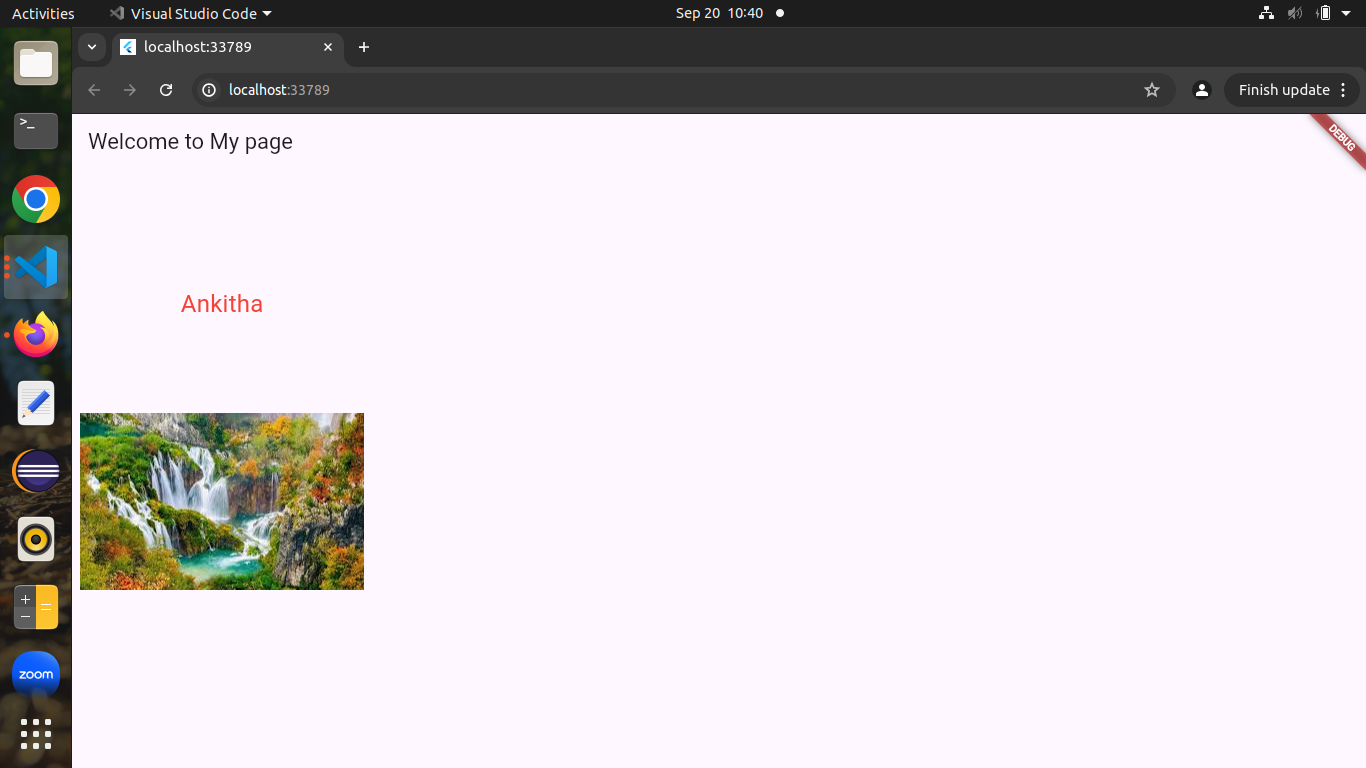 Activities
Visual Studio Code
Sep 20 10:40
localhost:33789
localhost:33789
Finish update
Welcome to My page
DEBUG
Ankitha
zoom